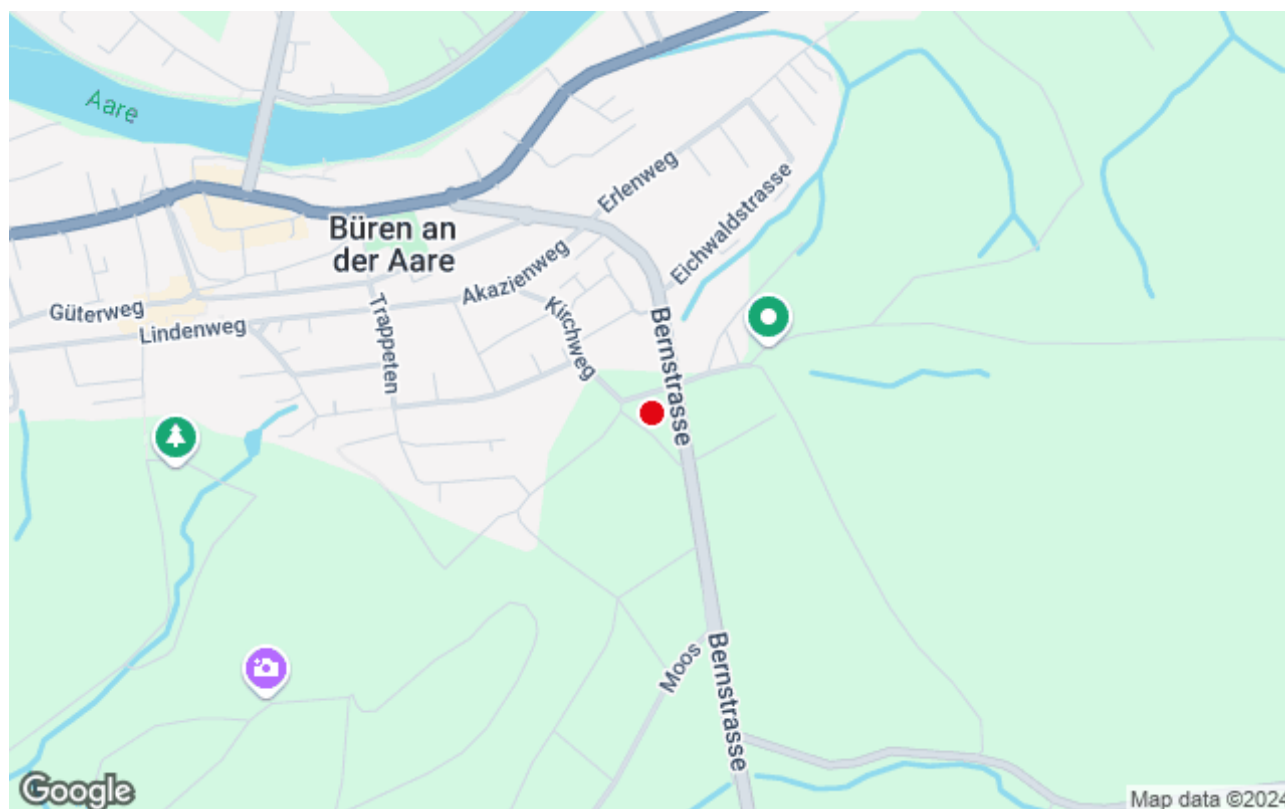 Aare
Erlenweg
Büren an
der Aare
Eichwaldstrasse
Akazienweg
Güterweg
Lindenweg
Trappeten
Kirchweg
Bernstrasse
Moos
Bernstrasse
Google
Map data ©2024